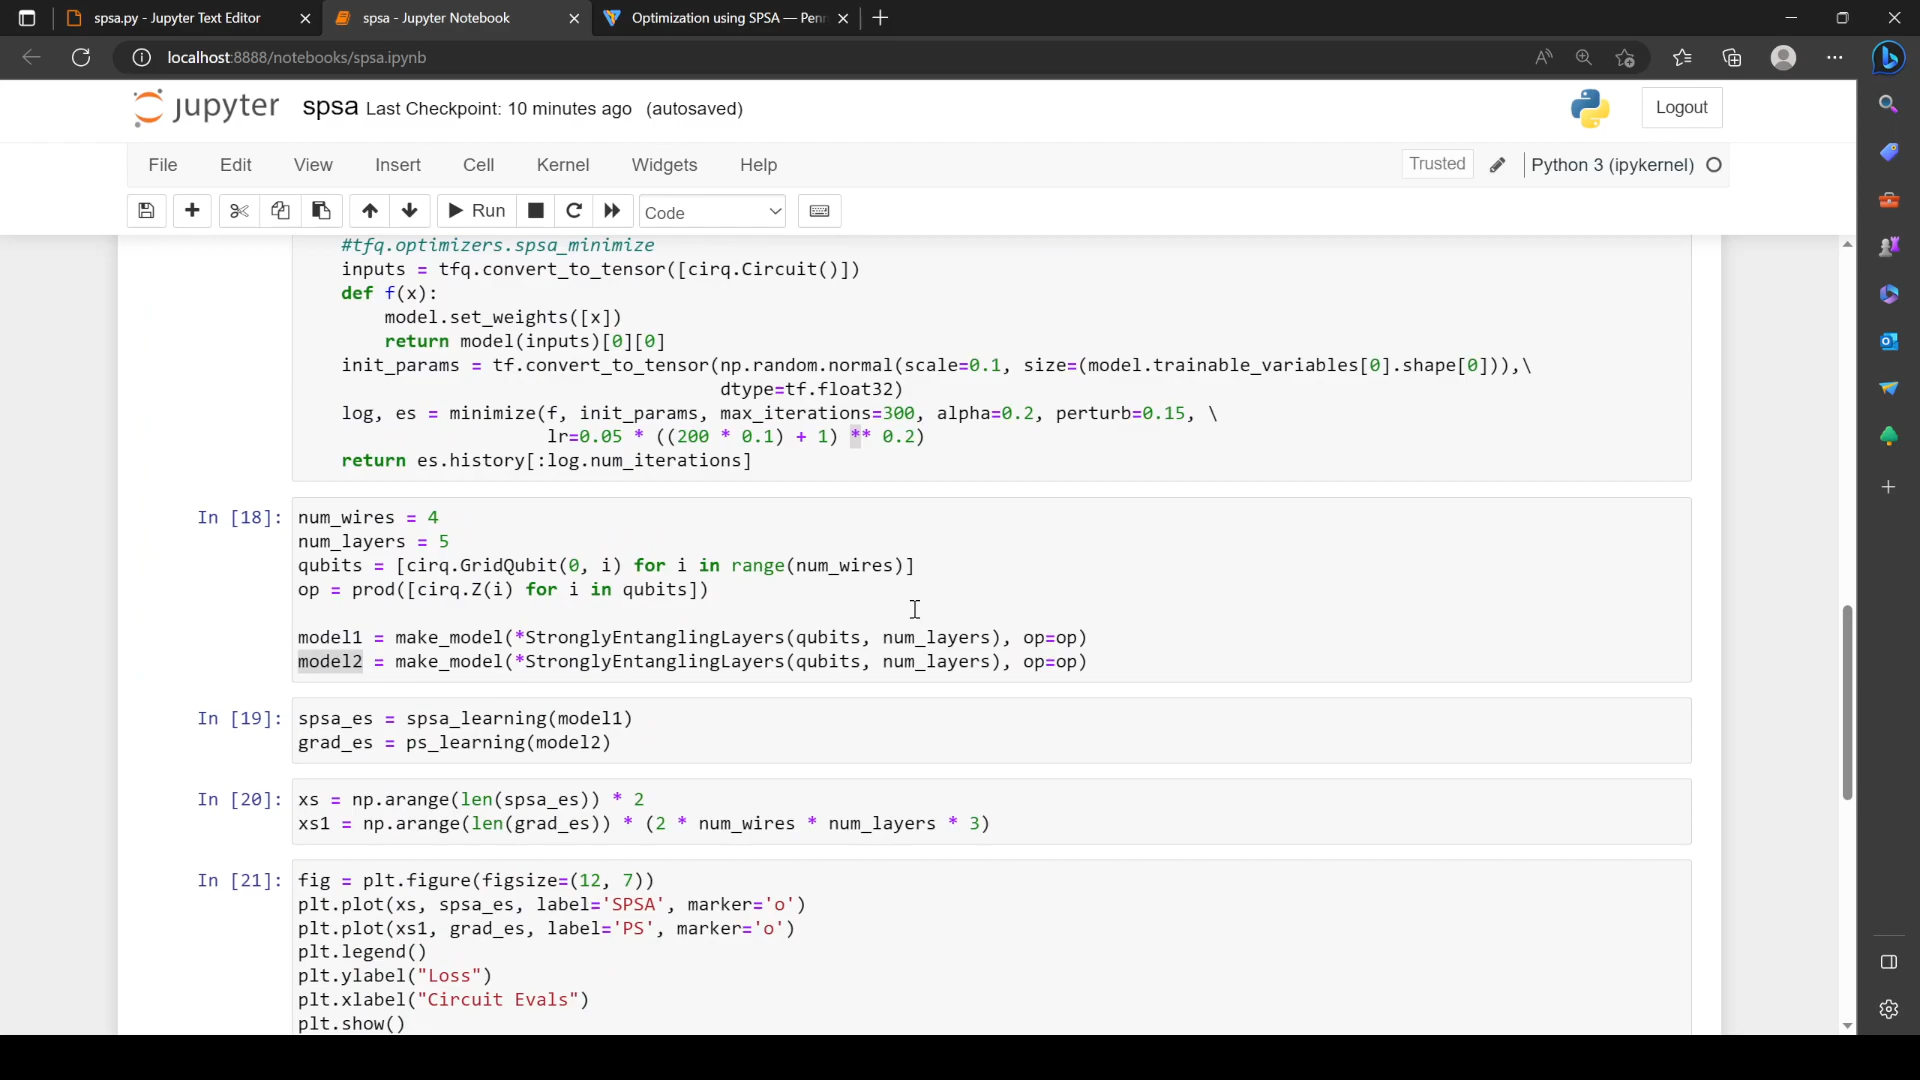 spsa.py - Jupyter Text Editor
spsa - Jupyter Notebook
Optimization using SPSA — Penn
localhost:8888/notebooks/spsa.ipynb
jupyter spsa Last Checkpoint: 10 minutes ago (autosaved)
Logout
File Edit View Insert Cell Kernel Widgets Help
Trusted
Python 3 (ipykernel)
Run
Code
#tfq.optimizers.spsa_minimize
inputs = tfq.convert_to_tensor([cirq.Circuit()])
def f(x):
model.set_weights([x])
return model(inputs)[0][0]
init_params = tf.convert_to_tensor(np.random.normal(scale=0.1, size=(model.trainable_variables[0].shape[0])),\
dtype=tf.float32)
log, es = minimize(f, init_params, max_iterations=300, alpha=0.2, perturb=0.15, \
lr=0.05 * ((200 * 0.1) + 1) ** 0.2)
return es.history[:log.num_iterations]
In [18]: num_wires = 4
num_layers = 5
qubits = [cirq.GridQubit(0, i) for i in range(num_wires)]
op = prod([cirq.Z(i) for i in qubits])
model1 = make_model(*StronglyEntanglingLayers(qubits, num_layers), op=op)
model2 = make_model(*StronglyEntanglingLayers(qubits, num_layers), op=op)
In [19]: spsa_es = spsa_learning(model1)
grad_es = ps_learning(model2)
In [20]: xs = np.arange(len(spsa_es)) * 2
xs1 = np.arange(len(grad_es)) * (2 * num_wires * num_layers * 3)
In [21]: fig = plt.figure(figsize=(12, 7))
plt.plot(xs, spsa_es, label='SPSA', marker='o')
plt.plot(xs1, grad_es, label='PS', marker='o')
plt.legend()
plt.ylabel("Loss")
plt.xlabel("Circuit Evals")
plt.show()